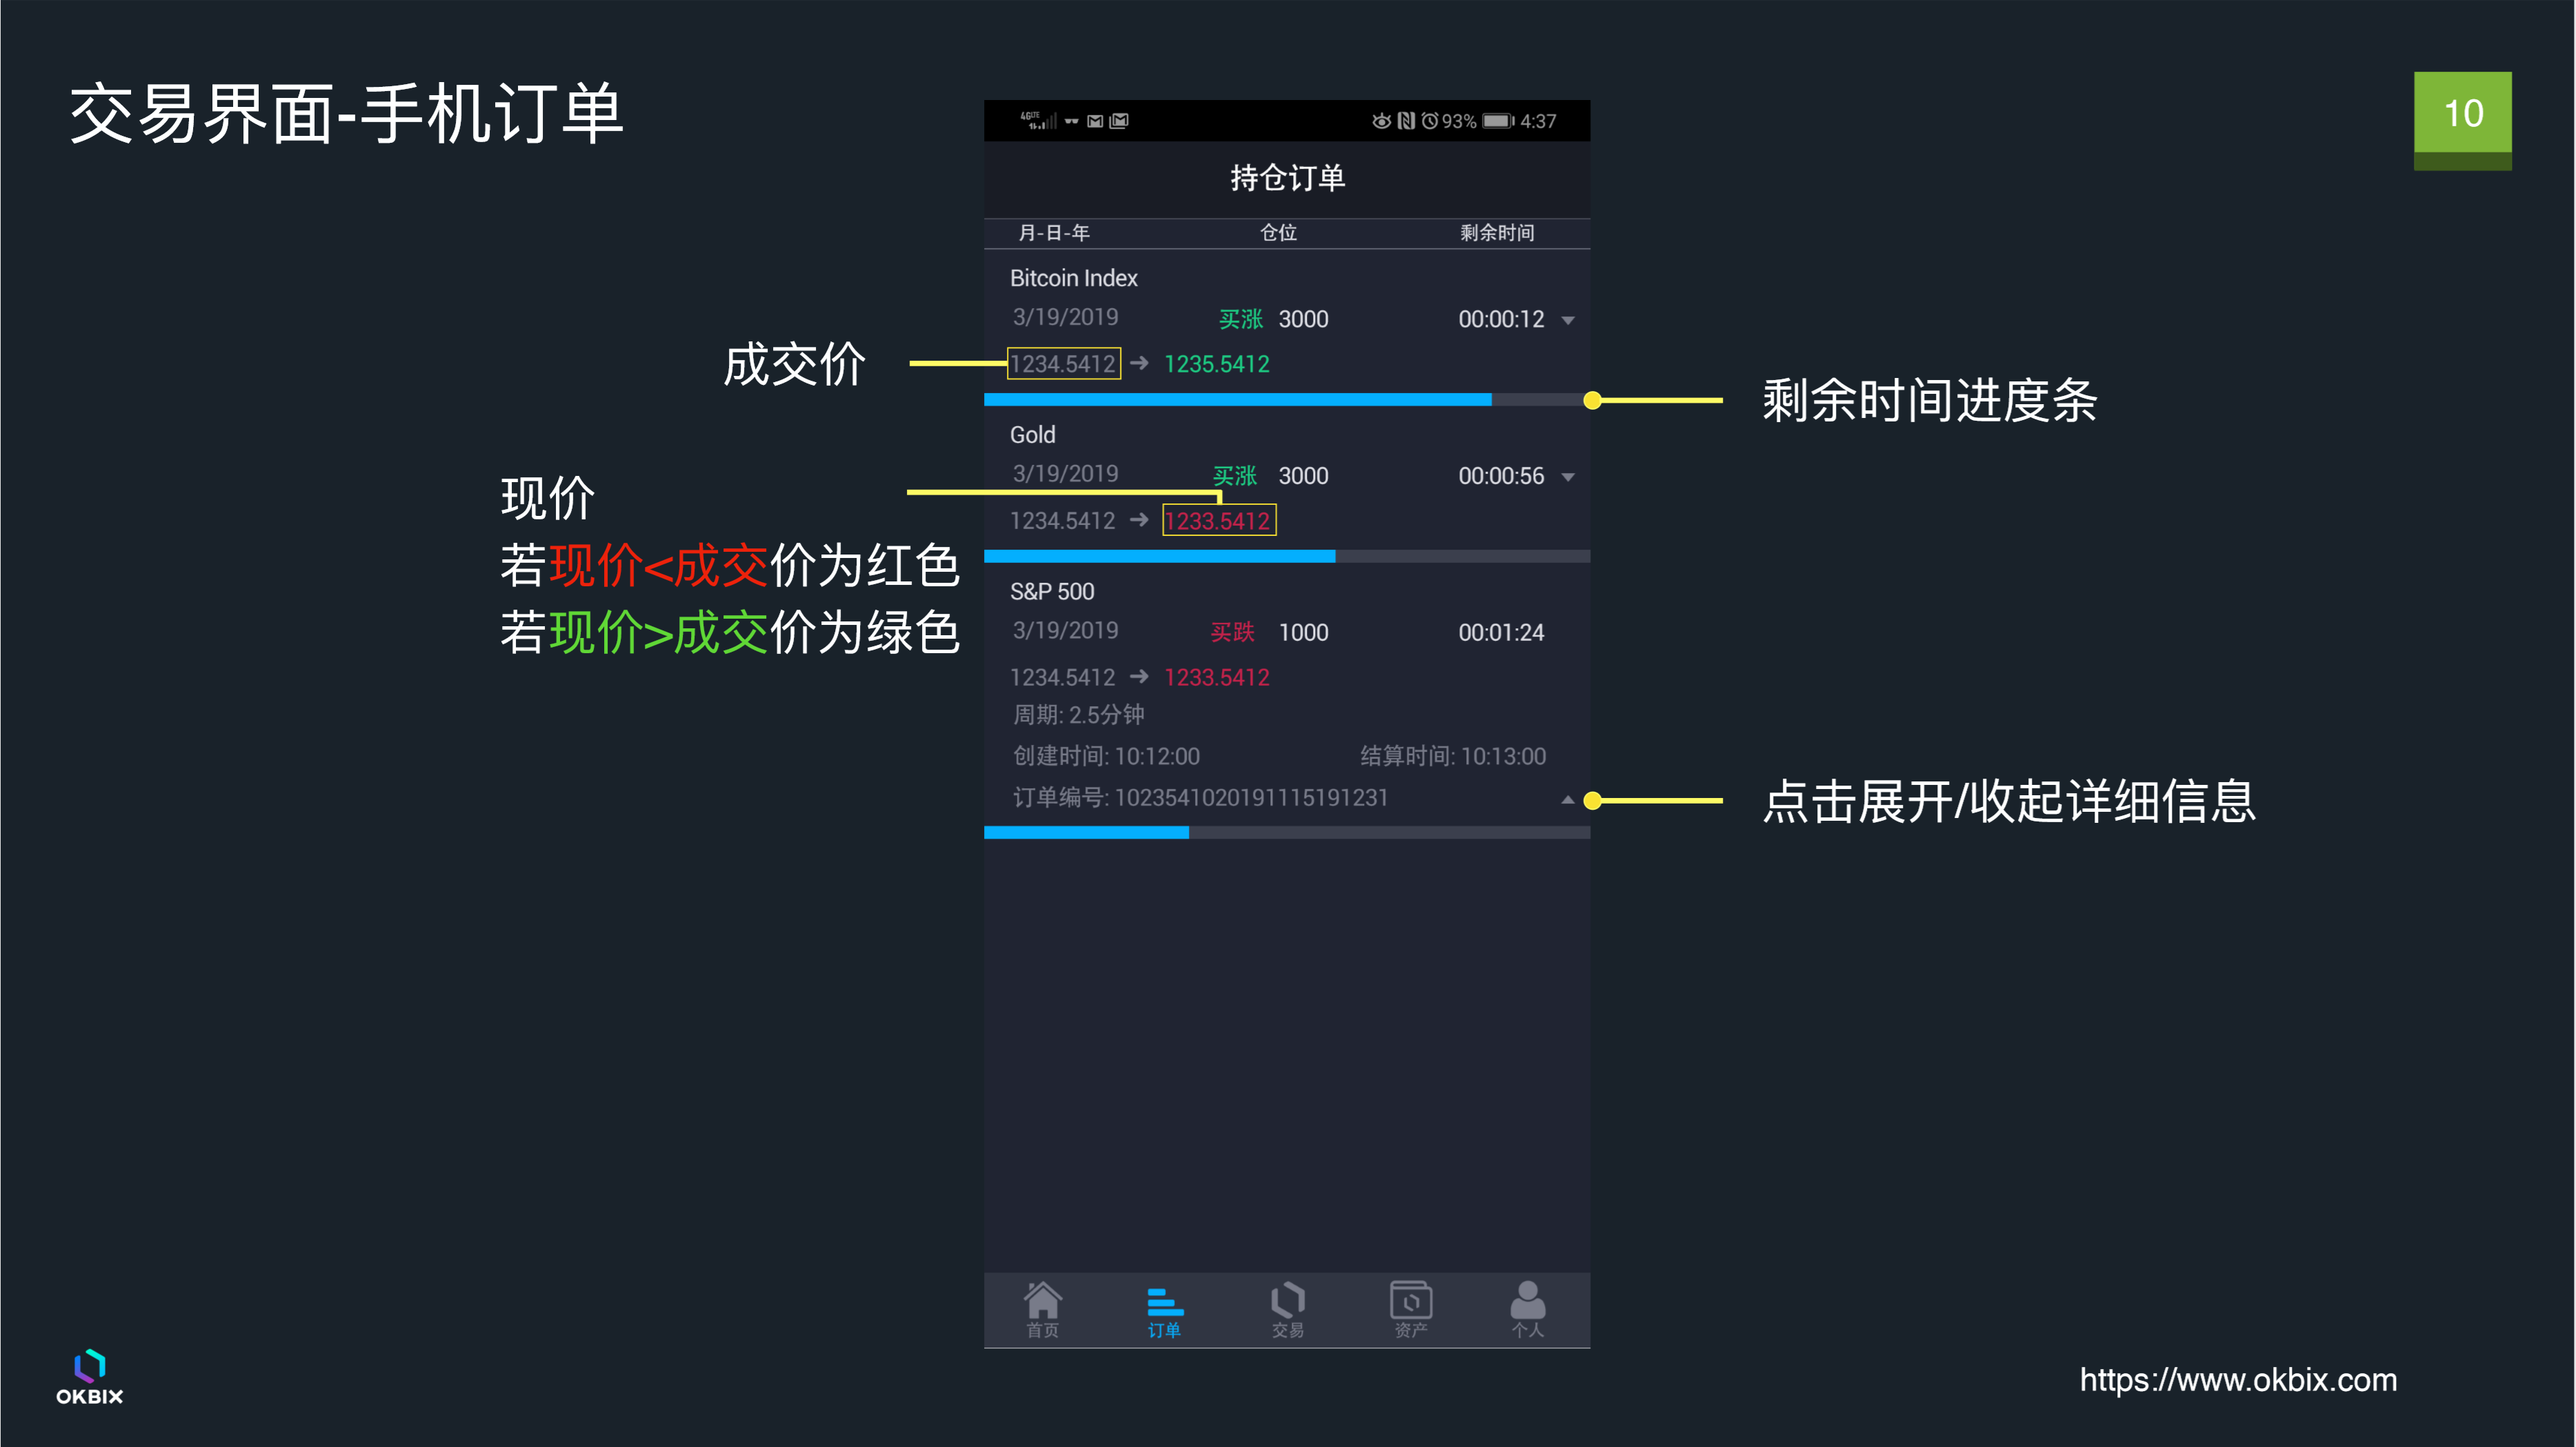 交易界面-手机订单
10
4G LTE
93% 4:37
持仓订单
月-日-年 仓位 剩余时间
Bitcoin Index
3/19/2019 买涨 3000 00:00:12
1234.5412 → 1235.5412
成交价
剩余时间进度条
Gold
3/19/2019 买涨 3000 00:00:56
1234.5412 → 1233.5412
现价
若现价<成交价为红色
若现价>成交价为绿色
S&P 500
3/19/2019 买跌 1000 00:01:24
1234.5412 → 1233.5412
周期: 2.5分钟
创建时间: 10:12:00 结算时间: 10:13:00
订单编号: 10235410201911151​91231
点击展开/收起详细信息
首页 订单 交易 资产 个人
OKBIX
https://www.okbix.com